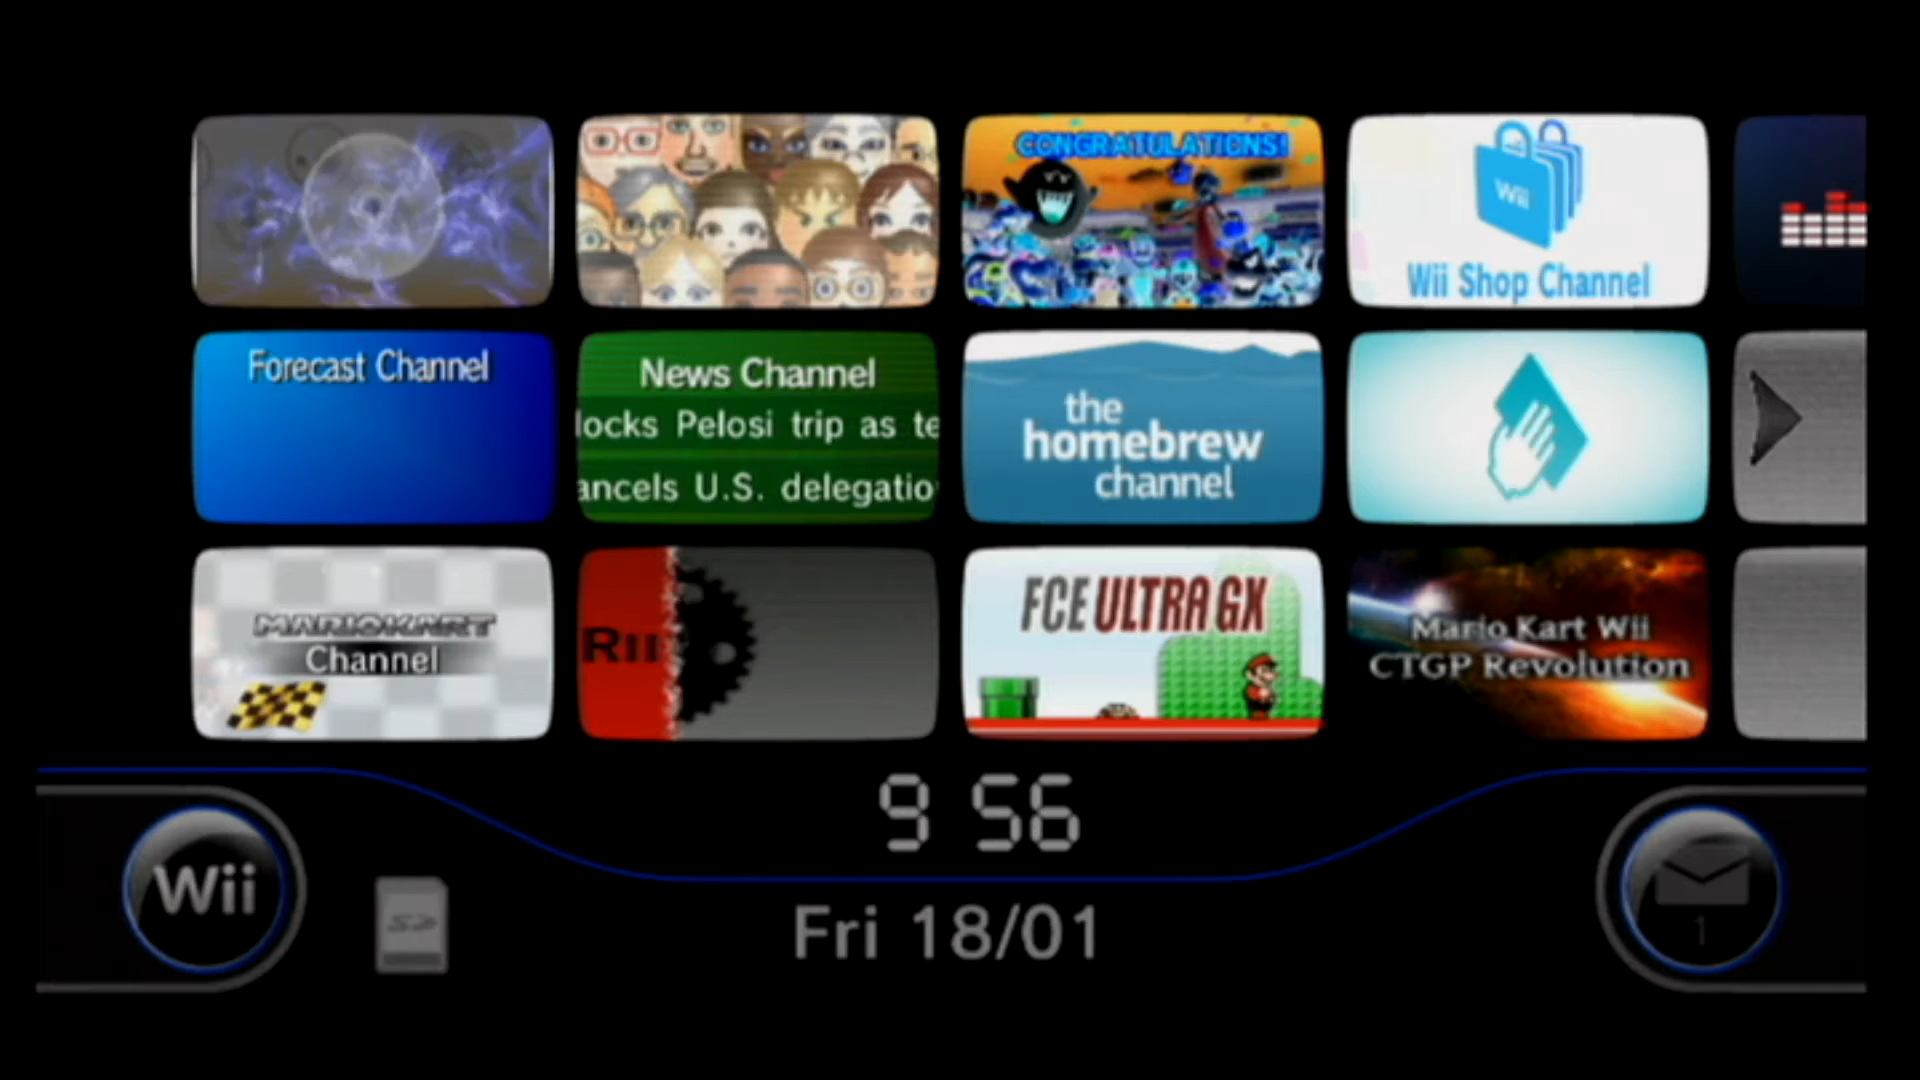 CONGRATULATIONS!
Wii
Wii Shop Channel
Forecast Channel
News Channel
locks Pelosi trip as te
ancels U.S. delegatio
the
homebrew
channel
MARIOKART
Channel
Rii
FCE ULTRA GX
Mario Kart Wii
CTGP Revolution
9 56
Wii
SD
Fri 18/01
1